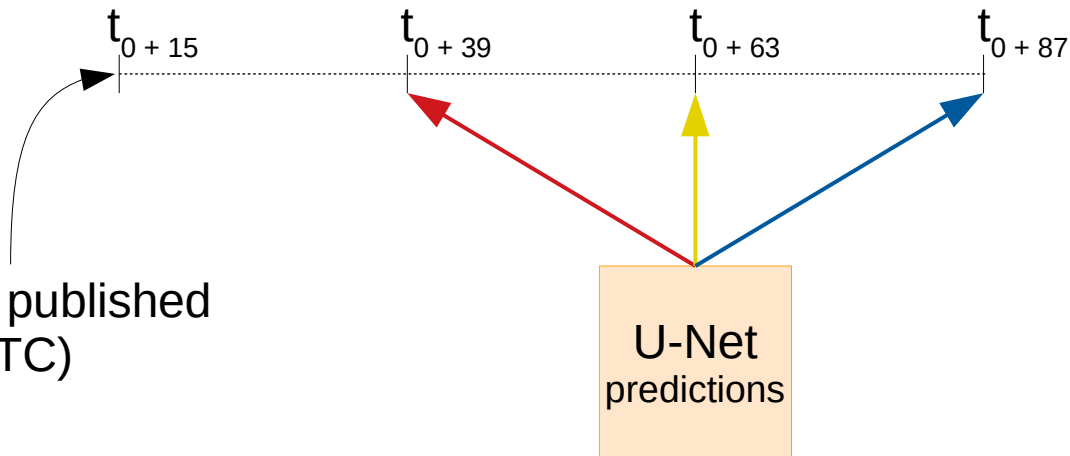 t0 + 15 t0 + 39 t0 + 63 t0 + 87
published
TC)
U-Net
predictions